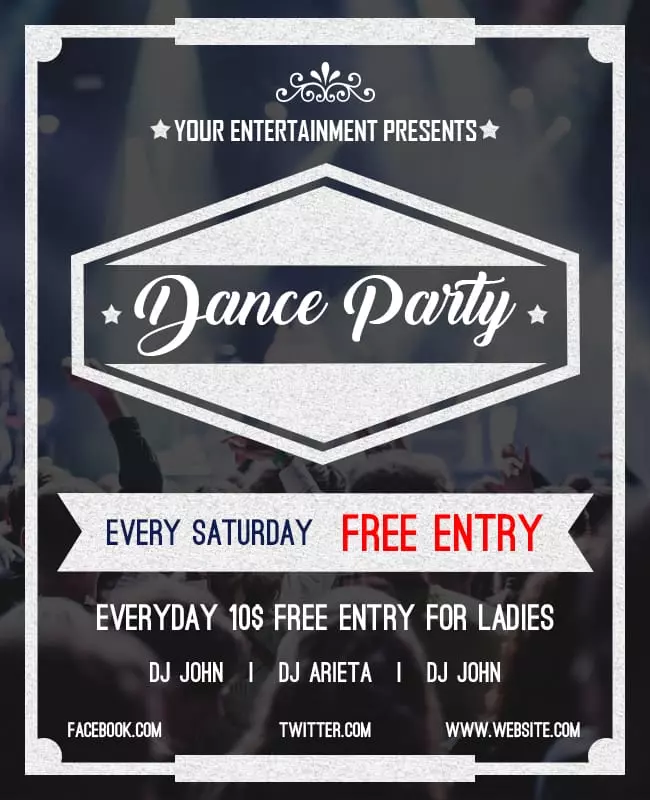 YOUR ENTERTAINMENT PRESENTS
Dance Party
EVERY SATURDAY FREE ENTRY
EVERYDAY 10$ FREE ENTRY FOR LADIES
DJ JOHN | DJ ARIETA | DJ JOHN
FACEBOOK.COM TWITTER.COM WWW.WEBSITE.COM